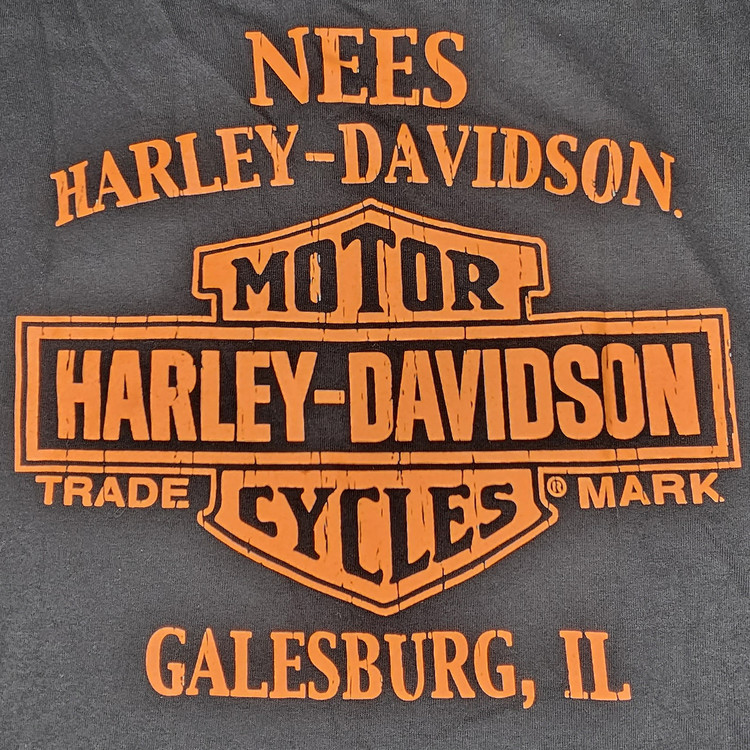 NEES
HARLEY-DAVIDSON.
MOTOR
HARLEY-DAVIDSON
TRADE ® MARK
CYCLES
GALESBURG, IL